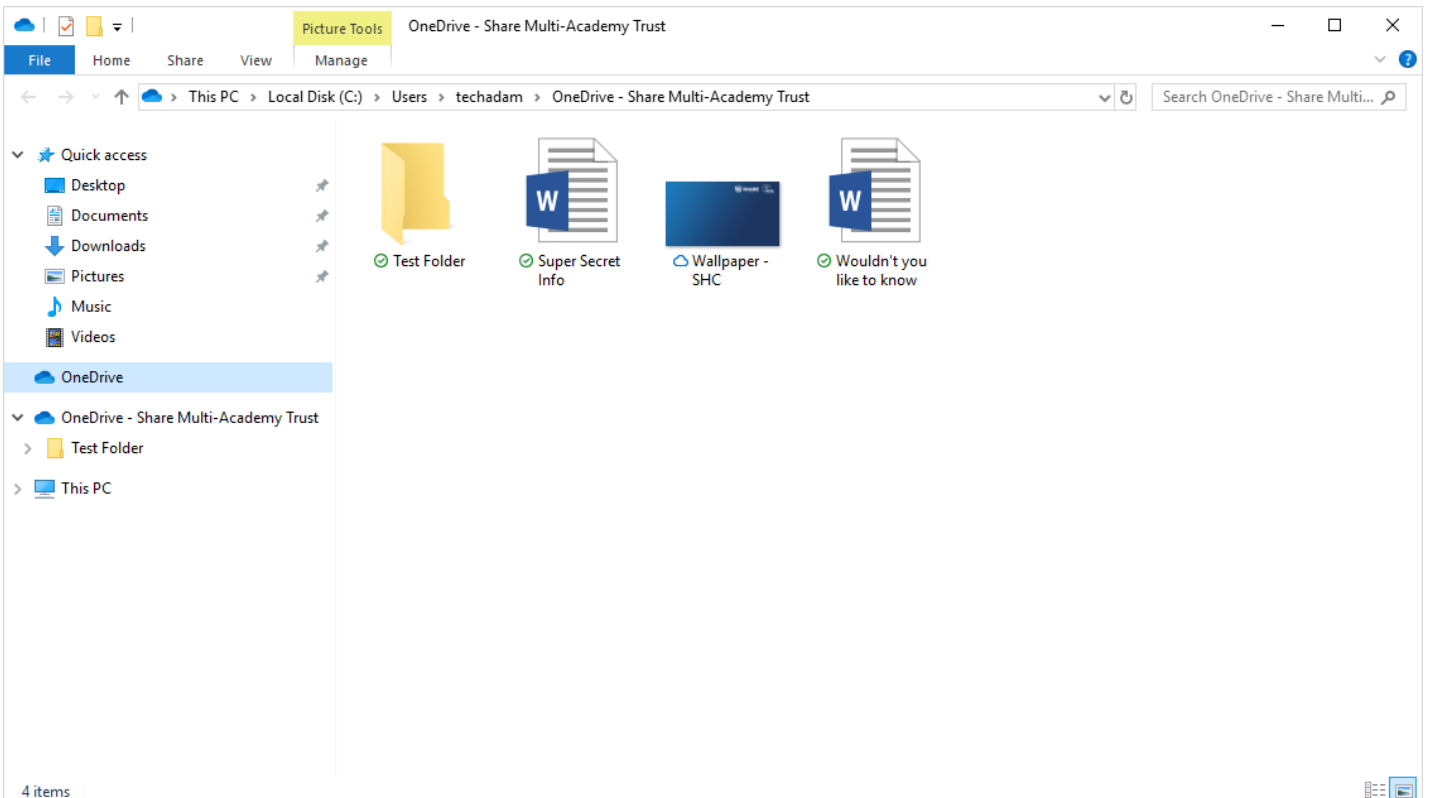 Picture Tools
OneDrive - Share Multi-Academy Trust
File
Home
Share
View
Manage
This PC
Local Disk (C:)
Users
techadam
OneDrive - Share Multi-Academy Trust
Search OneDrive - Share Multi...
Quick access
Desktop
Documents
Downloads
Pictures
Music
Videos
OneDrive
OneDrive - Share Multi-Academy Trust
Test Folder
This PC
Test Folder
Super Secret
Info
Wallpaper -
SHC
Wouldn't you
like to know
W
W
4 items